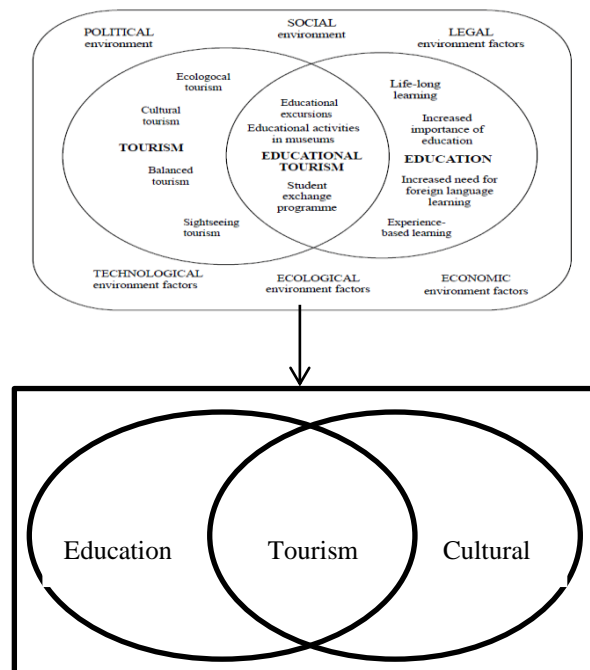 POLITICAL
environment
SOCIAL
environment
LEGAL
environment factors
Ecologocal
tourism
Cultural
tourism
TOURISM
Balanced
tourism
Sightseeing
tourism
Educational
excursions
Educational activities
in museums
EDUCATIONAL
TOURISM
Student
exchange
programme
Life-long
learning
Increased
importance of
education
EDUCATION
Increased need for
foreign language
learning
Experience-
based learning
TECHNOLOGICAL
environment factors
ECOLOGICAL
environment factors
ECONOMIC
environment factors
Education
Tourism
Cultural